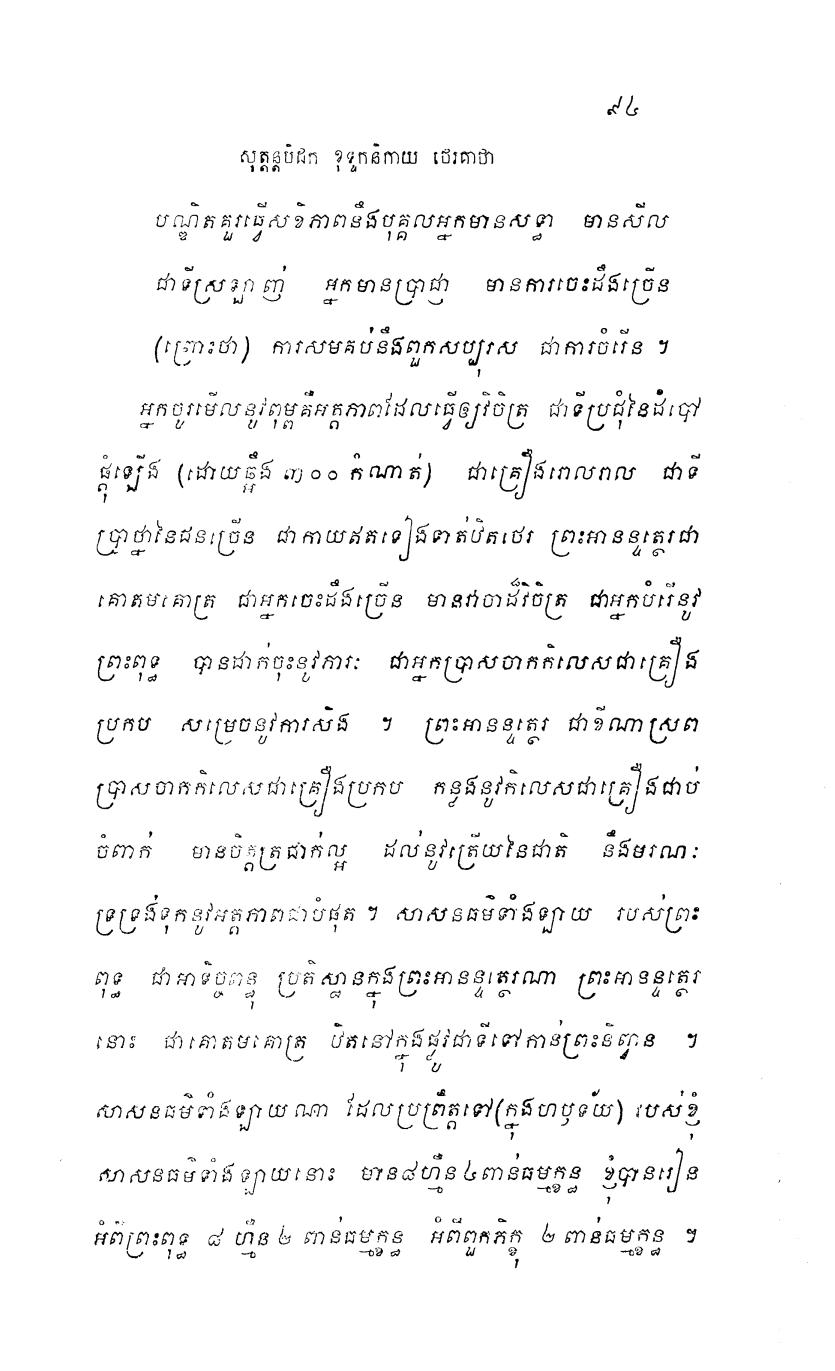 ៩៤
សុត្តន្តបិដក ខុទ្ទកនិកាយ ថេរគាថា
បណ្ឌិតគួរធ្វើសខិភាពនឹងបុគ្គលអ្នកមានសទ្ធា មានសីល
ជាទីស្រឡាញ់ អ្នកមានប្រាជ្ញា មានការចេះដឹងច្រើន
(ព្រោះថា) ការសមគប់នឹងពួកសប្បុរស ជាការចំរើន ។
អ្នកចូរមើលនូវពុម្ពគឺអត្តភាពដែលធ្វើឲ្យវិចិត្រ ជាទីប្រជុំនៃដំបៅ
ផ្គុំឡើង (ដោយឆ្អឹង ៣០០ កំណាត់) ជាគ្រឿងពោលពល ជាទី
ប្រាថ្នានៃជនច្រើន ជាកាយឥតទៀងទាត់ឋិតថេរ ព្រះអានន្ទត្ថេរជា
គោតមគោត្រ ជាអ្នកចេះដឹងច្រើន មានវាចាដ៏វិចិត្រ ជាអ្នកបំរើនូវ
ព្រះពុទ្ធ បានដាក់ចុះនូវភារៈ ជាអ្នកប្រាសចាកកិលេសជាគ្រឿង
ប្រកប សម្រេចនូវការសិង ។ ព្រះអានន្ទត្ថេរ ជាខីណាស្រព
ប្រាសចាកកិលេសជាគ្រឿងប្រកប កន្លងនូវកិលេសជាគ្រឿងជាប់
ចំពាក់ មានចិត្តត្រជាក់ល្អ ដល់នូវត្រើយនៃជាតិ នឹងមរណៈ
ទ្រទ្រង់ទុកនូវអត្តភាពជាបំផុត ។ សាសនធម៌ទាំងឡាយ របស់ព្រះ
ពុទ្ធ ជាអាទិច្ចពន្ធុ ប្រតិស្ឋានក្នុងព្រះអានន្ទត្ថេរណា ព្រះអានន្ទត្ថេរ
នោះ ជាគោតមគោត្រ ឋិតនៅក្នុងផ្លូវជាទីទៅកាន់ព្រះនិព្វាន ។
សាសនធម៌ទាំងឡាយណា ដែលប្រព្រឹត្តទៅ(ក្នុងហឫទ័យ) របស់ខ្ញុំ
សាសនធម៌ទាំងឡាយនោះ មាន៨ហ្មឺន៤ពាន់ធម្មក្ខន្ធ ខ្ញុំបានរៀន
អំពីព្រះពុទ្ធ ៨ ហ្មឺន ២ ពាន់ធម្មក្ខន្ធ អំពីពួកភិក្ខុ ២ ពាន់ធម្មក្ខន្ធ ។